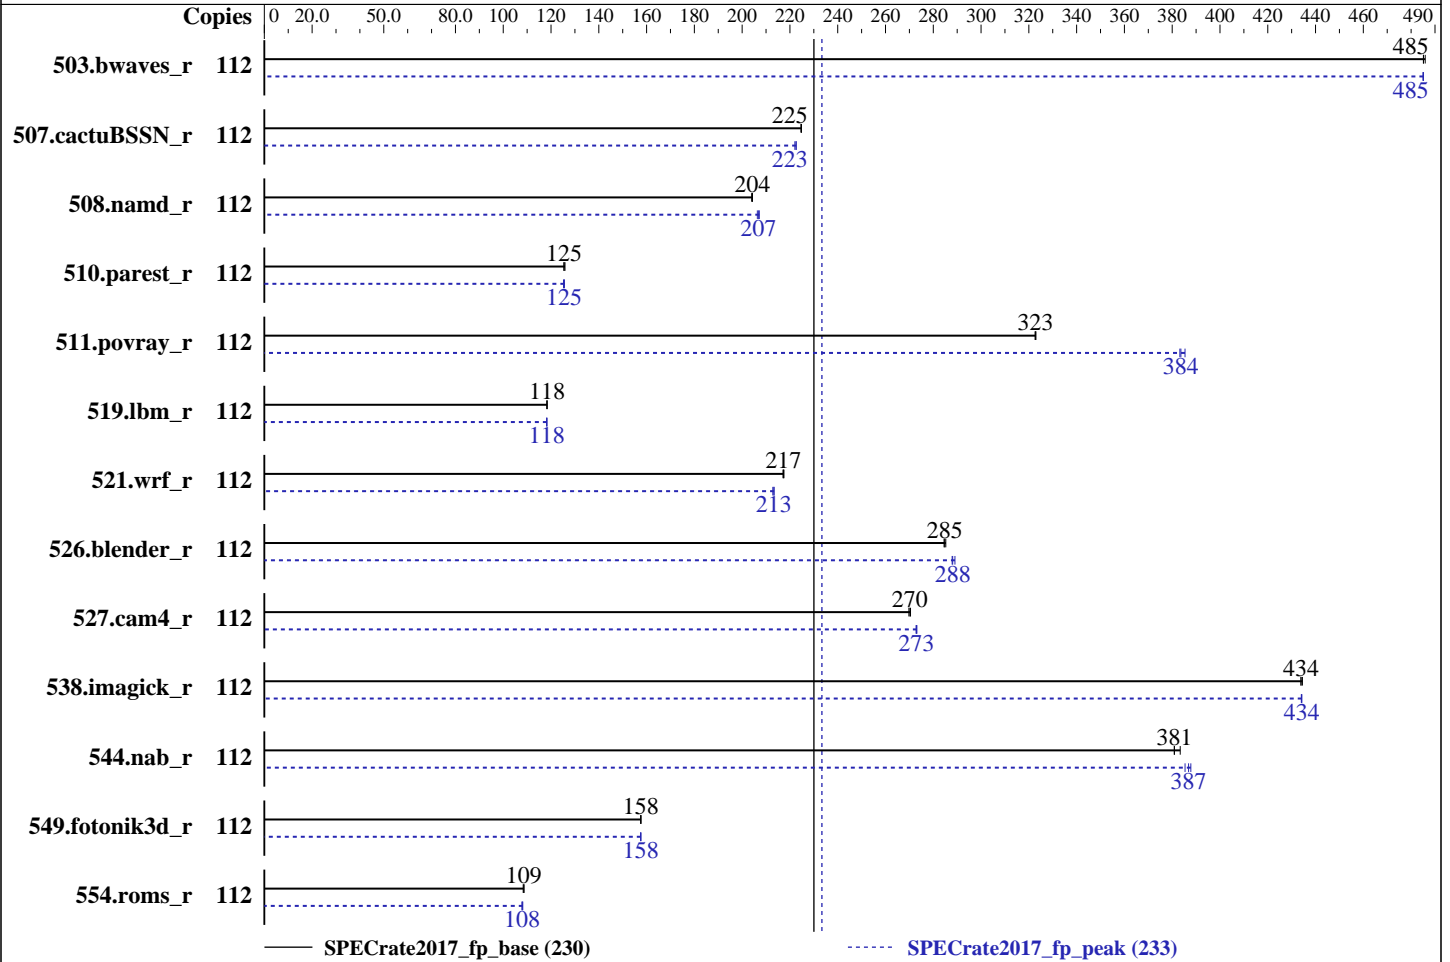 Copies 0 20.0 50.0 80.0 100 120 140 160 180 200 220 240 260 280 300 320 340 360 380 400 420 440 460 490
485
503.bwaves_r 112
485
225
507.cactuBSSN_r 112
223
204
508.namd_r 112
207
125
510.parest_r 112
125
323
511.povray_r 112
384
118
519.lbm_r 112
118
217
521.wrf_r 112
213
285
526.blender_r 112
288
270
527.cam4_r 112
273
434
538.imagick_r 112
434
381
544.nab_r 112
387
158
549.fotonik3d_r 112
158
109
554.roms_r 112
108
SPECrate2017_fp_base (230) SPECrate2017_fp_peak (233)